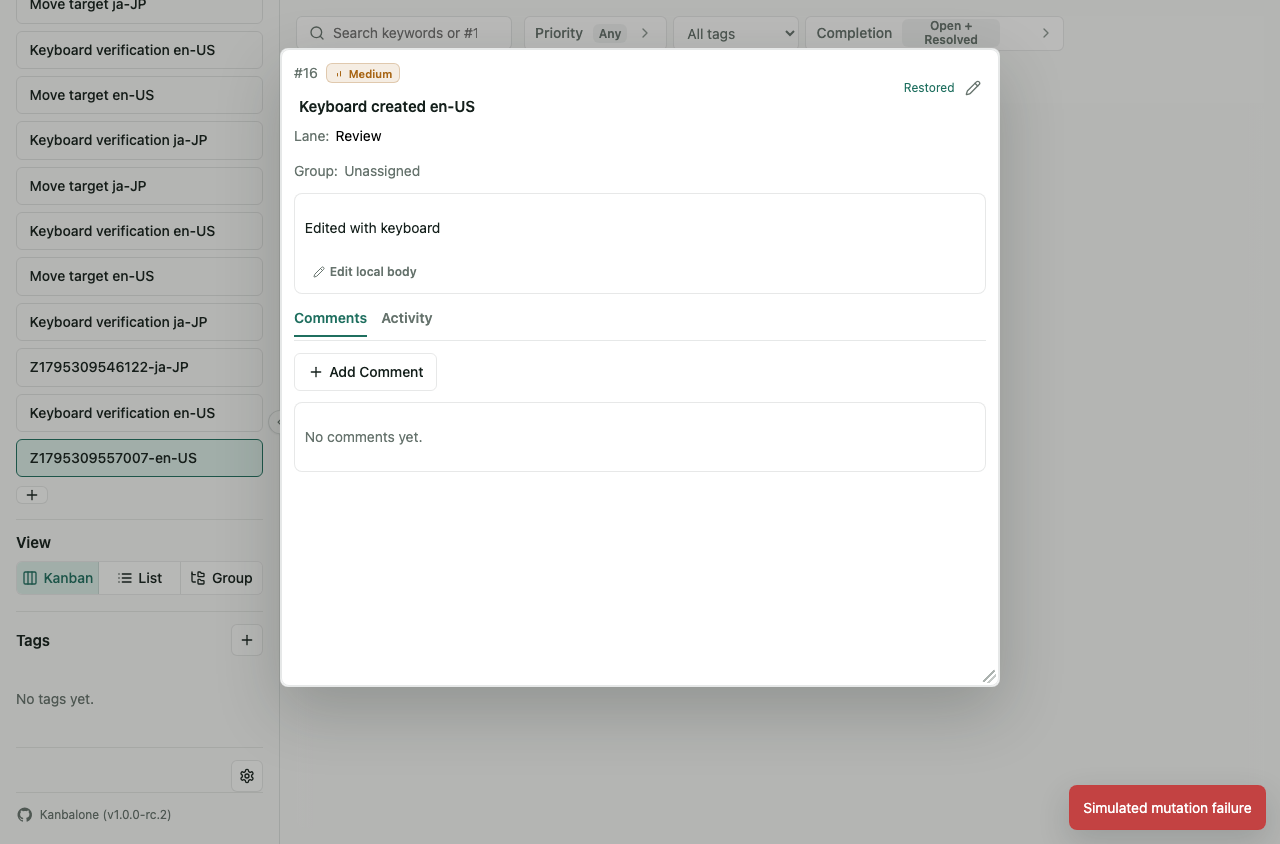 Move target ja-JP
Keyboard verification en-US
Move target en-US
Keyboard verification ja-JP
Move target ja-JP
Keyboard verification en-US
Move target en-US
Keyboard verification ja-JP
Z1795309546122-ja-JP
Keyboard verification en-US
Z1795309557007-en-US
View
Kanban
List
Group
Tags
No tags yet.
Kanbalone (v1.0.0-rc.2)
Search keywords or #1
Priority Any
All tags
Completion
Open +
Resolved
#16 Medium
Restored
Keyboard created en-US
Lane: Review
Group: Unassigned
Edited with keyboard
Edit local body
Comments Activity
Add Comment
No comments yet.
Simulated mutation failure